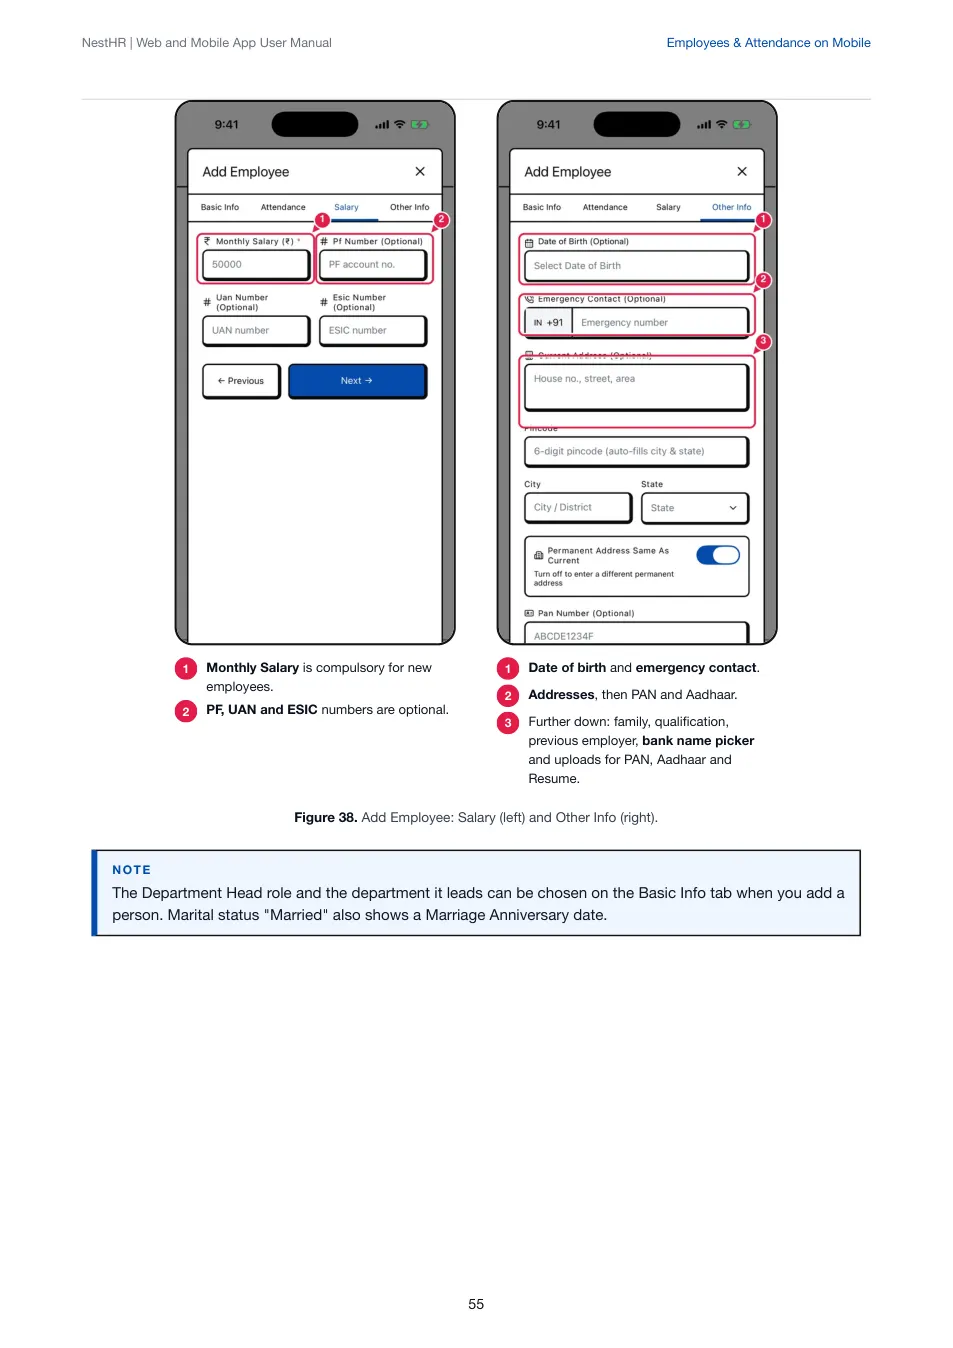 NestHR | Web and Mobile App User Manual
Employees & Attendance on Mobile
9:41
Add Employee
Basic Info Attendance Salary Other Info
1 2
₹ Monthly Salary (₹) * # Pf Number (Optional)
50000 PF account no.
# Uan Number (Optional) # Esic Number (Optional)
UAN number ESIC number
← Previous Next →
9:41
Add Employee
Basic Info Attendance Salary Other Info
1
Date of Birth (Optional)
Select Date of Birth
2
Emergency Contact (Optional)
IN +91 Emergency number
3
Current Address (Optional)
House no., street, area
Pincode
6-digit pincode (auto-fills city & state)
City State
City / District State
Permanent Address Same As
Current
Turn off to enter a different permanent
address
Pan Number (Optional)
ABCDE1234F
1 Monthly Salary is compulsory for new
employees.
2 PF, UAN and ESIC numbers are optional.
1 Date of birth and emergency contact.
2 Addresses, then PAN and Aadhaar.
3 Further down: family, qualification,
previous employer, bank name picker
and uploads for PAN, Aadhaar and
Resume.
Figure 38. Add Employee: Salary (left) and Other Info (right).
NOTE
The Department Head role and the department it leads can be chosen on the Basic Info tab when you add a
person. Marital status "Married" also shows a Marriage Anniversary date.
55